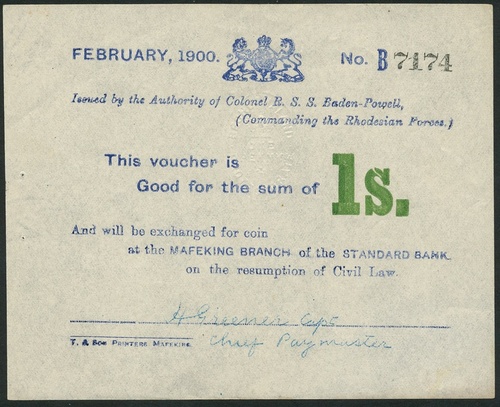 FEBRUARY, 1900. No. B 7174
Issued by the Authority of Colonel R. S. S. Baden-Powell,
(Commanding the Rhodesian Forces.)
This voucher is
Good for the sum of 1s.
And will be exchanged for coin
at the MAFEKING BRANCH of the STANDARD BANK
on the resumption of Civil Law.
H Greener Capt
Chief Paymaster
T. & Son Printers Mafeking.